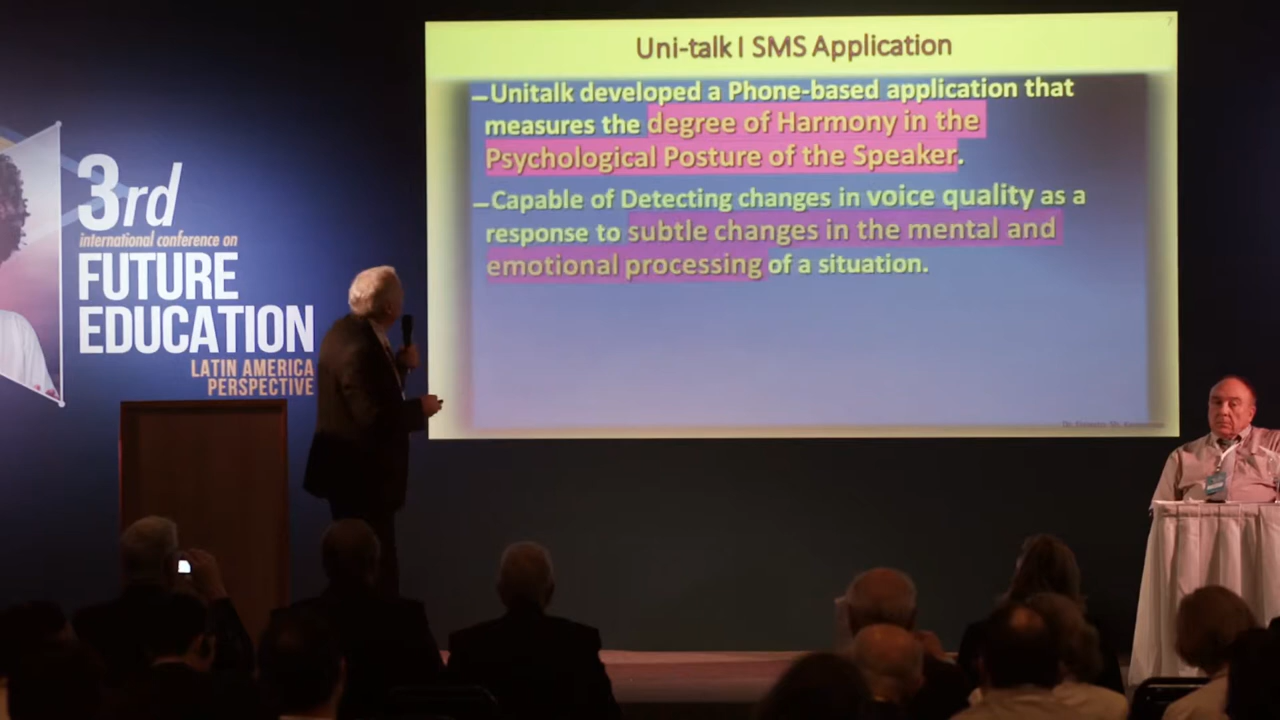 3rd
international conference on
FUTURE
EDUCATION
LATIN AMERICA
PERSPECTIVE
7
Uni-talk I SMS Application
–Unitalk developed a Phone-based application that
measures the degree of Harmony in the
Psychological Posture of the Speaker.
–Capable of Detecting changes in voice quality as a
response to subtle changes in the mental and
emotional processing of a situation.